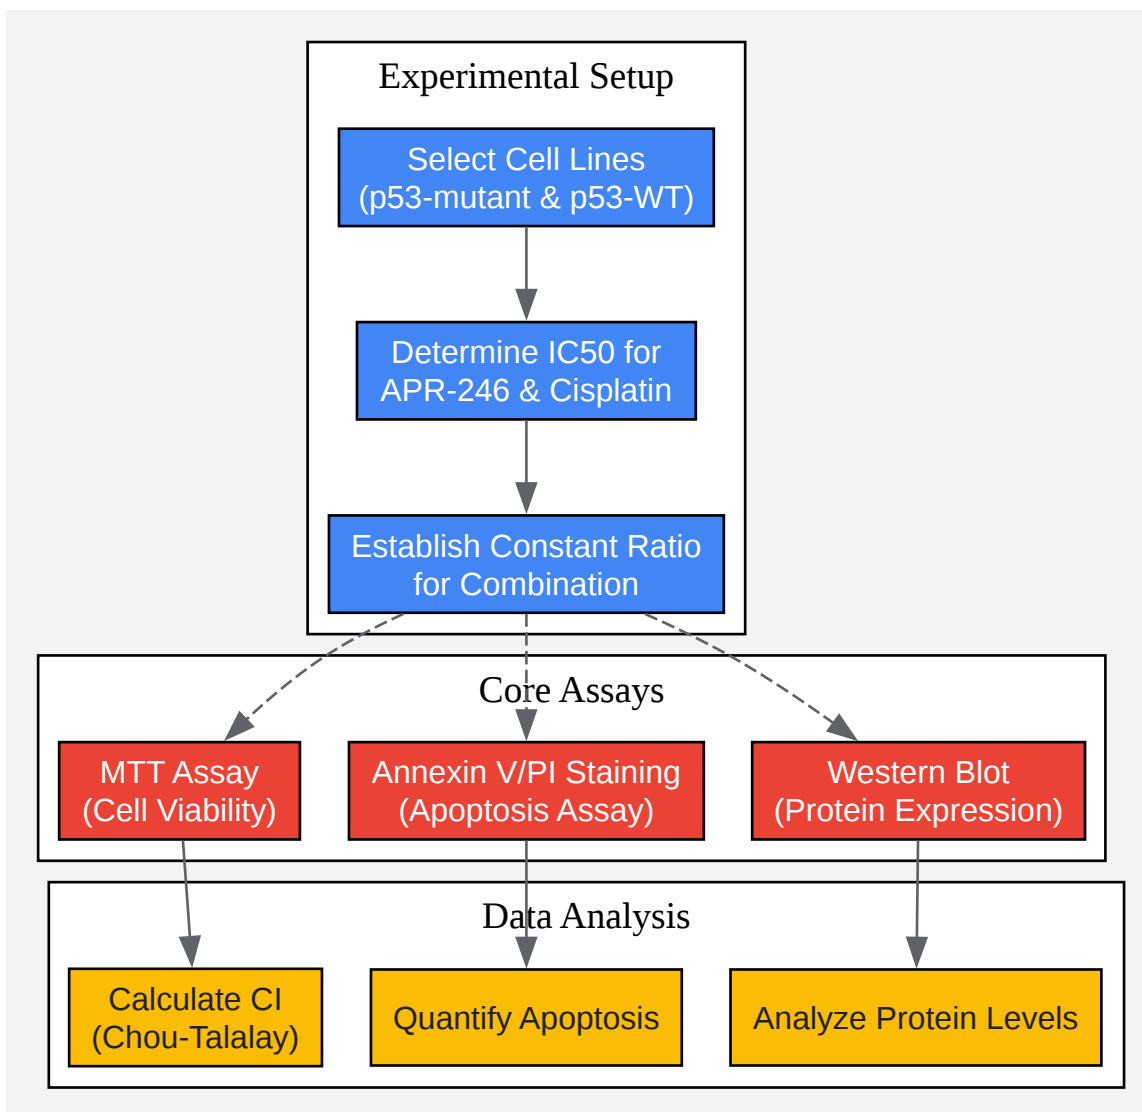 Experimental Setup
Select Cell Lines
(p53-mutant & p53-WT)
Determine IC50 for
APR-246 & Cisplatin
Establish Constant Ratio
for Combination
Core Assays
MTT Assay
(Cell Viability)
Annexin V/PI Staining
(Apoptosis Assay)
Western Blot
(Protein Expression)
Data Analysis
Calculate CI
(Chou-Talalay)
Quantify Apoptosis
Analyze Protein Levels